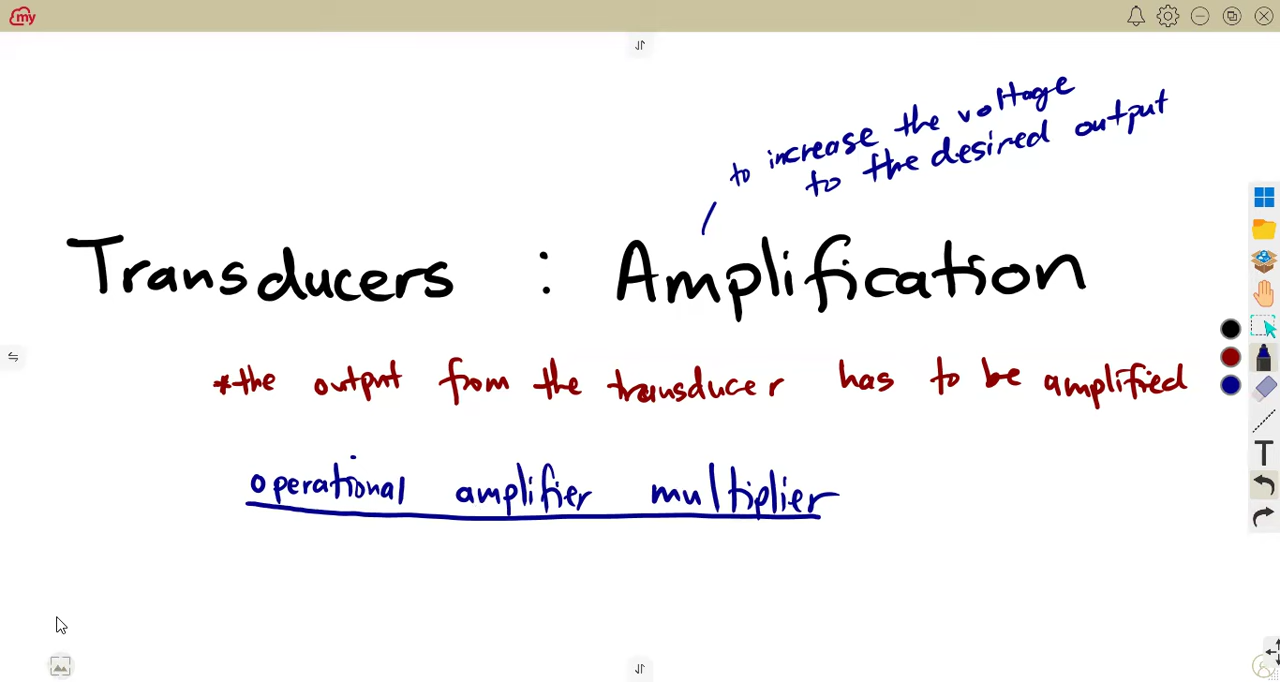 my
to increase the voltage
to the desired output
Transducers : Amplification
*the output from the transducer has to be amplified
operational amplifier multiplier
T